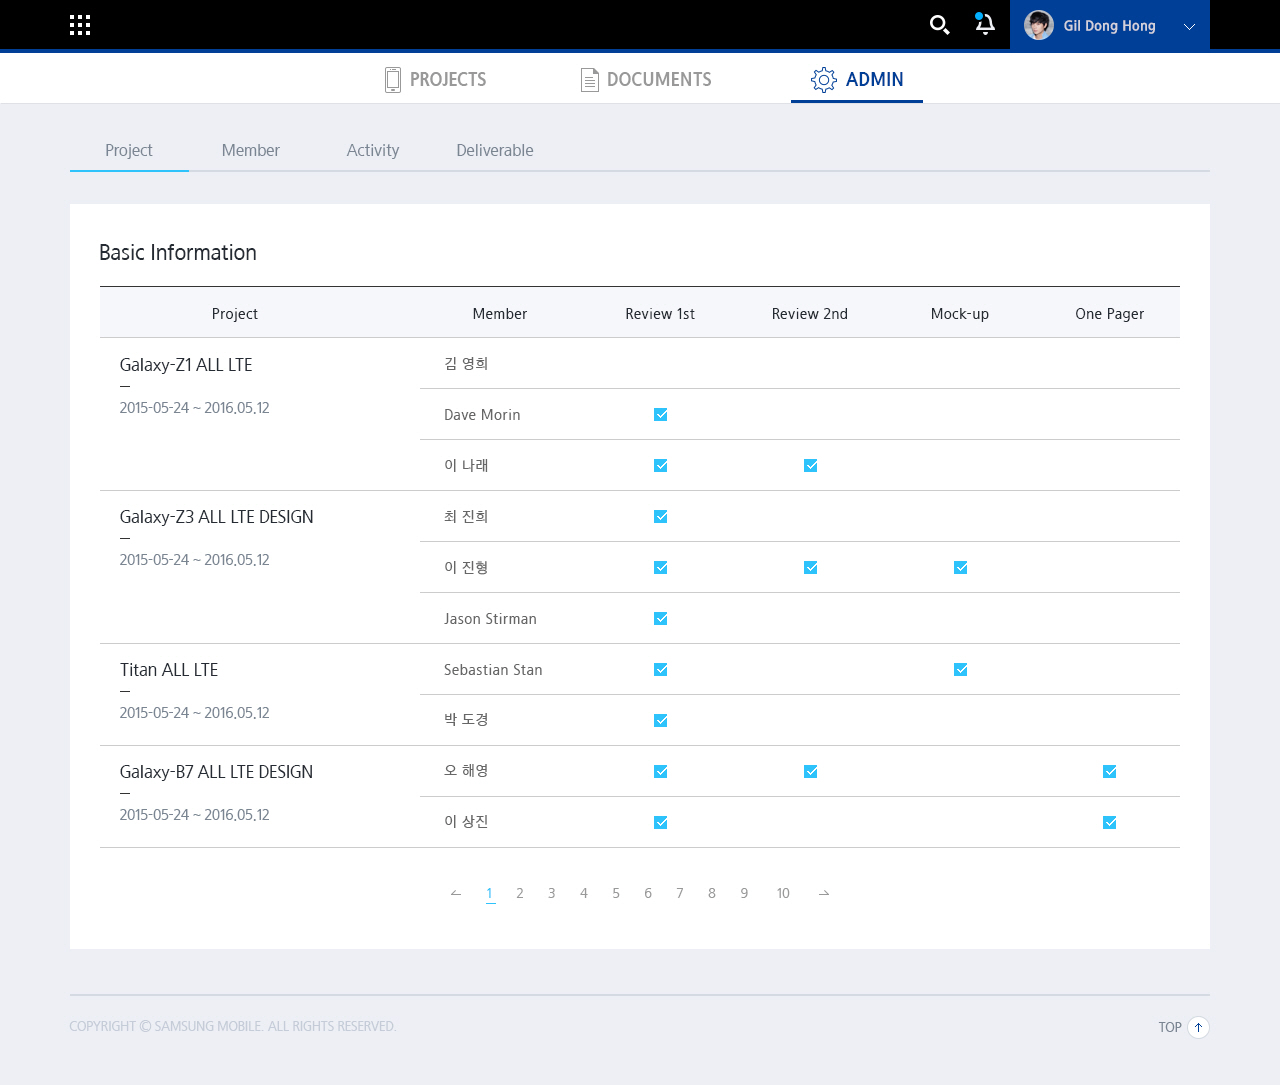 Gil Dong Hong
PROJECTS DOCUMENTS ADMIN
Project Member Activity Deliverable
Basic Information
Project Member Review 1st Review 2nd Mock-up One Pager
Galaxy-Z1 ALL LTE 김 영희
2015-05-24 ~ 2016.05.12
Dave Morin
이 나래
Galaxy-Z3 ALL LTE DESIGN 최 진희
2015-05-24 ~ 2016.05.12
이 진형
Jason Stirman
Titan ALL LTE Sebastian Stan
2015-05-24 ~ 2016.05.12
박 도경
Galaxy-B7 ALL LTE DESIGN 오 해영
2015-05-24 ~ 2016.05.12
이 상진
1 2 3 4 5 6 7 8 9 10
COPYRIGHT © SAMSUNG MOBILE. ALL RIGHTS RESERVED. TOP